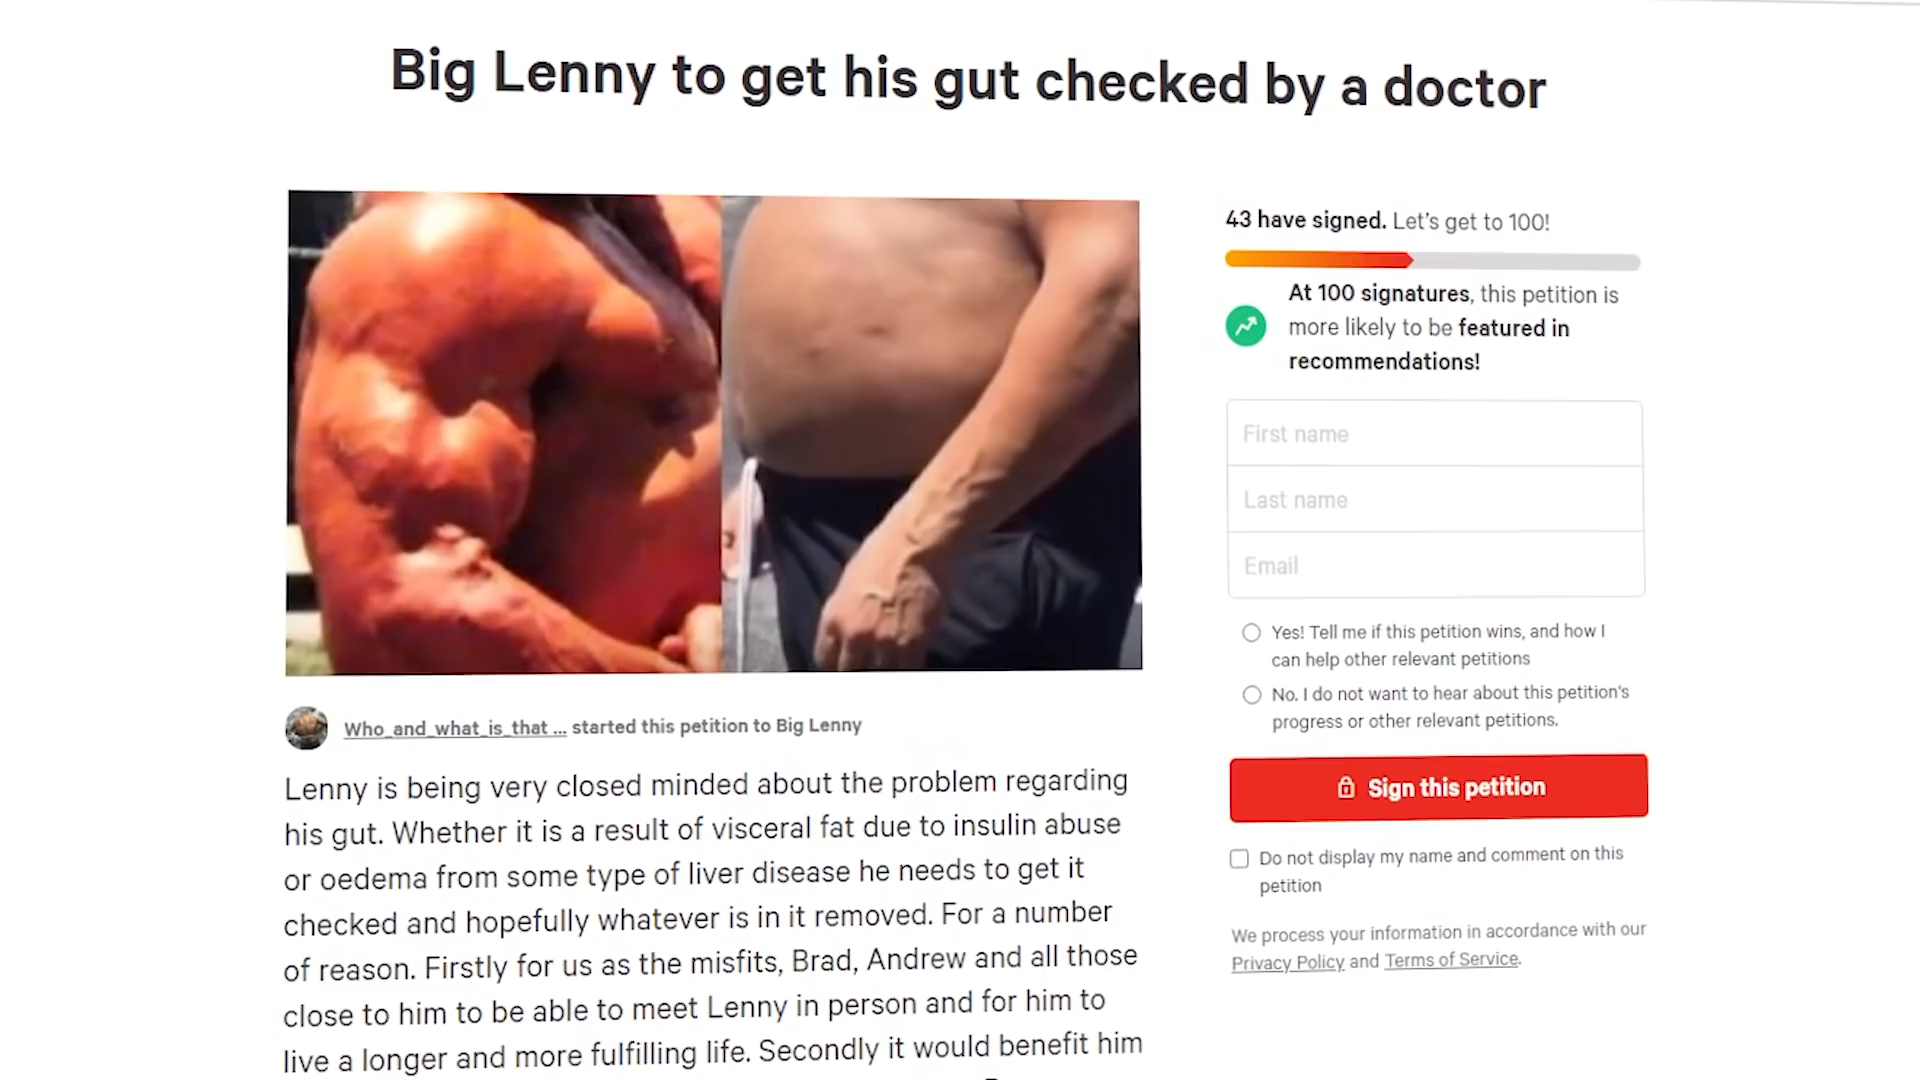 Big Lenny to get his gut checked by a doctor
43 have signed. Let's get to 100!
At 100 signatures, this petition is
more likely to be featured in
recommendations!
First name
Last name
Email
Yes! Tell me if this petition wins, and how I
can help other relevant petitions
No. I do not want to hear about this petition's
progress or other relevant petitions.
Sign this petition
Do not display my name and comment on this
petition
We process your information in accordance with our
Privacy Policy and Terms of Service.
Who_and_what_is_that ... started this petition to Big Lenny
Lenny is being very closed minded about the problem regarding
his gut. Whether it is a result of visceral fat due to insulin abuse
or oedema from some type of liver disease he needs to get it
checked and hopefully whatever is in it removed. For a number
of reason. Firstly for us as the misfits, Brad, Andrew and all those
close to him to be able to meet Lenny in person and for him to
live a longer and more fulfilling life. Secondly it would benefit him